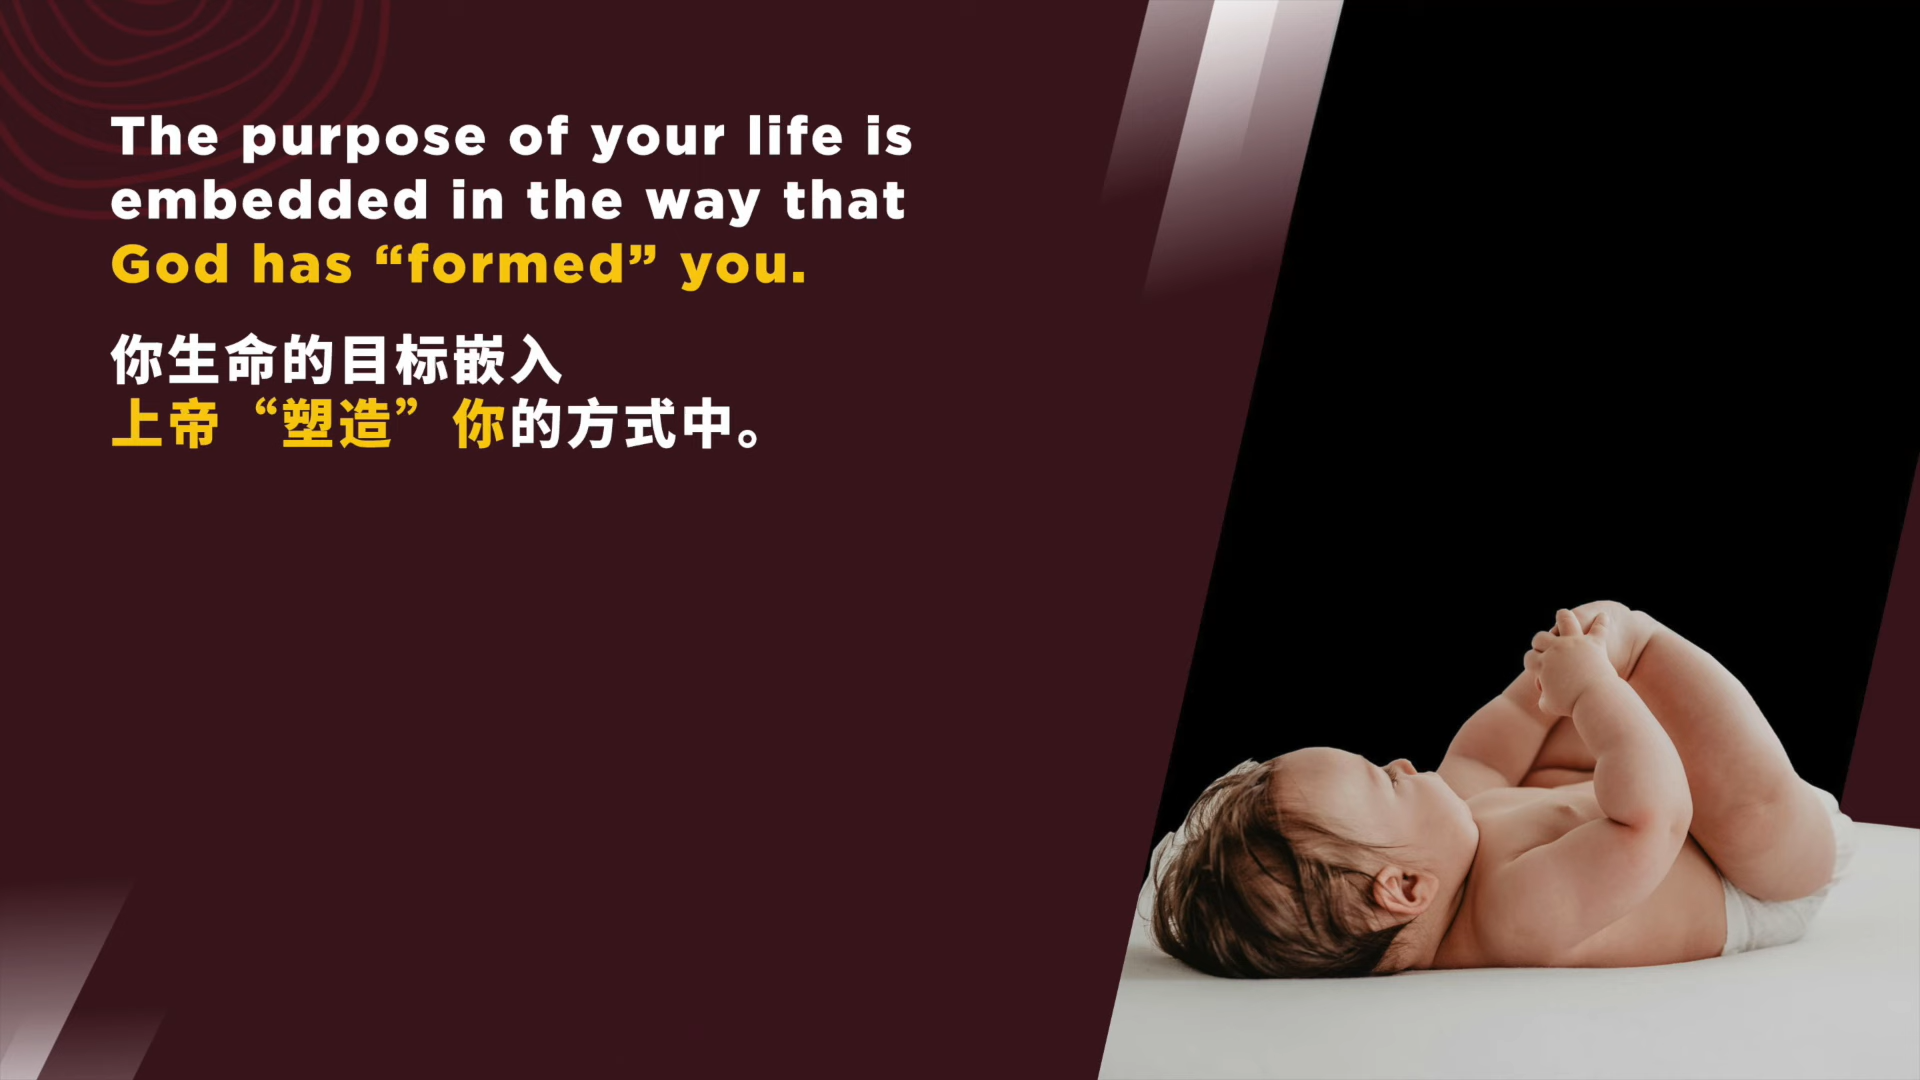 The purpose of your life is
embedded in the way that
God has “formed” you.
你生命的目标嵌入
上帝“塑造”你的方式中。